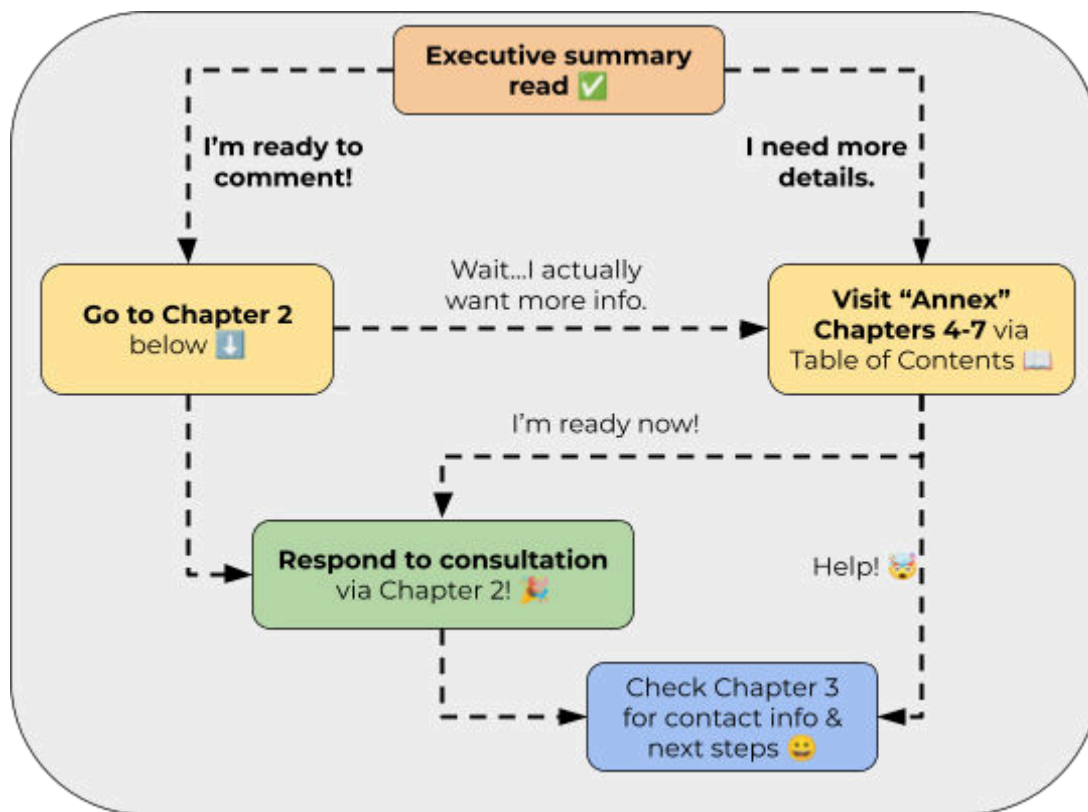 Executive summary
read ✅
I'm ready to
comment!
I need more
details.
Go to Chapter 2
below ⬇️
Wait...I actually
want more info.
Visit “Annex”
Chapters 4-7 via
Table of Contents 📖
I'm ready now!
Respond to consultation
via Chapter 2! 🎉
Help! 🤯
Check Chapter 3
for contact info &
next steps 😀